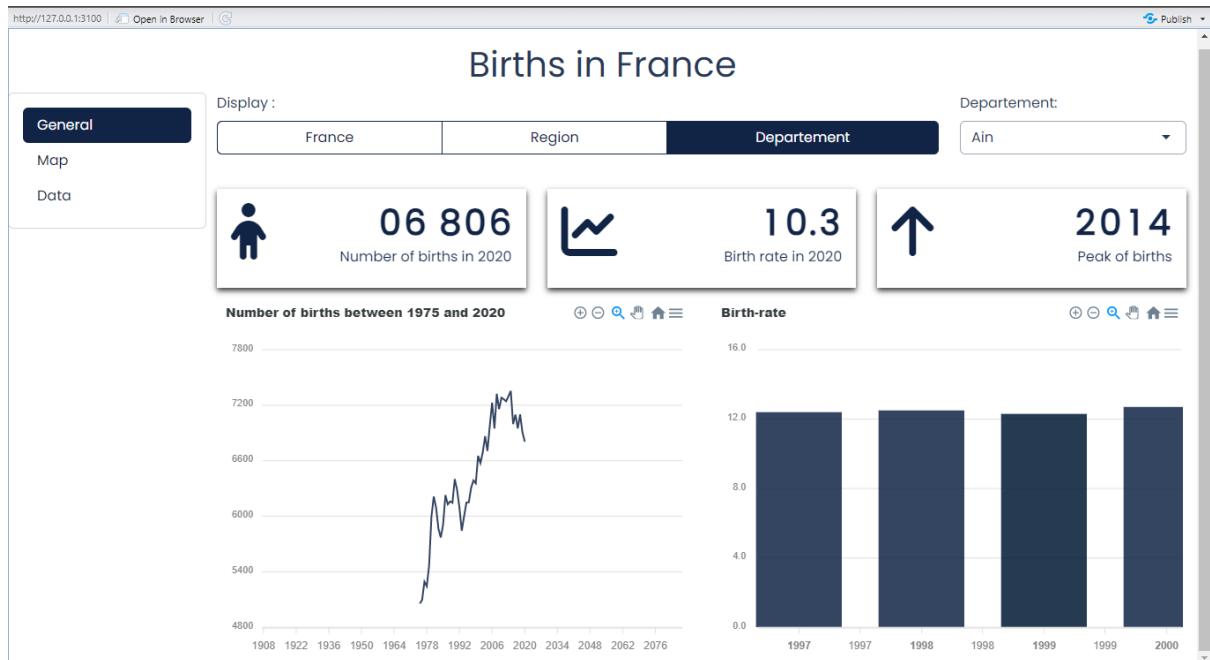 http://127.0.0.1:3100 Open in Browser Publish
Births in France
General
Map
Data
Display :
France Region Departement
Departement:
Ain
06 806
Number of births in 2020
10.3
Birth rate in 2020
2014
Peak of births
Number of births between 1975 and 2020
7800
7200
6600
6000
5400
4800
1908 1922 1936 1950 1964 1978 1992 2006 2020 2034 2048 2062 2076
Birth-rate
16.0
12.0
8.0
4.0
0.0
1997 1997 1998 1998 1999 1999 2000